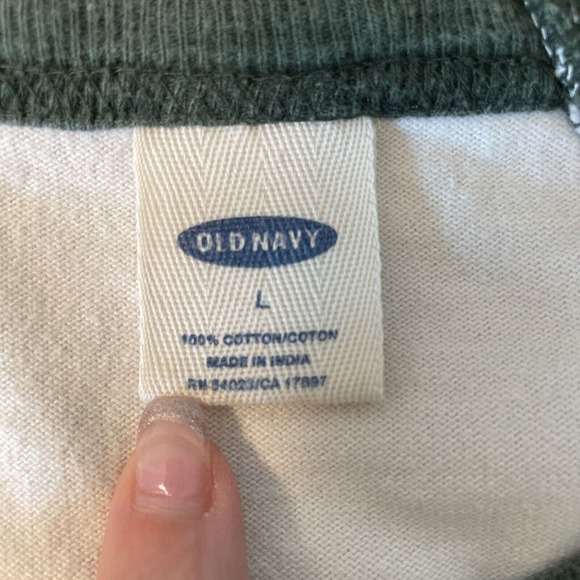 OLD NAVY
L
100% COTTON/COTON
MADE IN INDIA
RN 54023/CA 17897